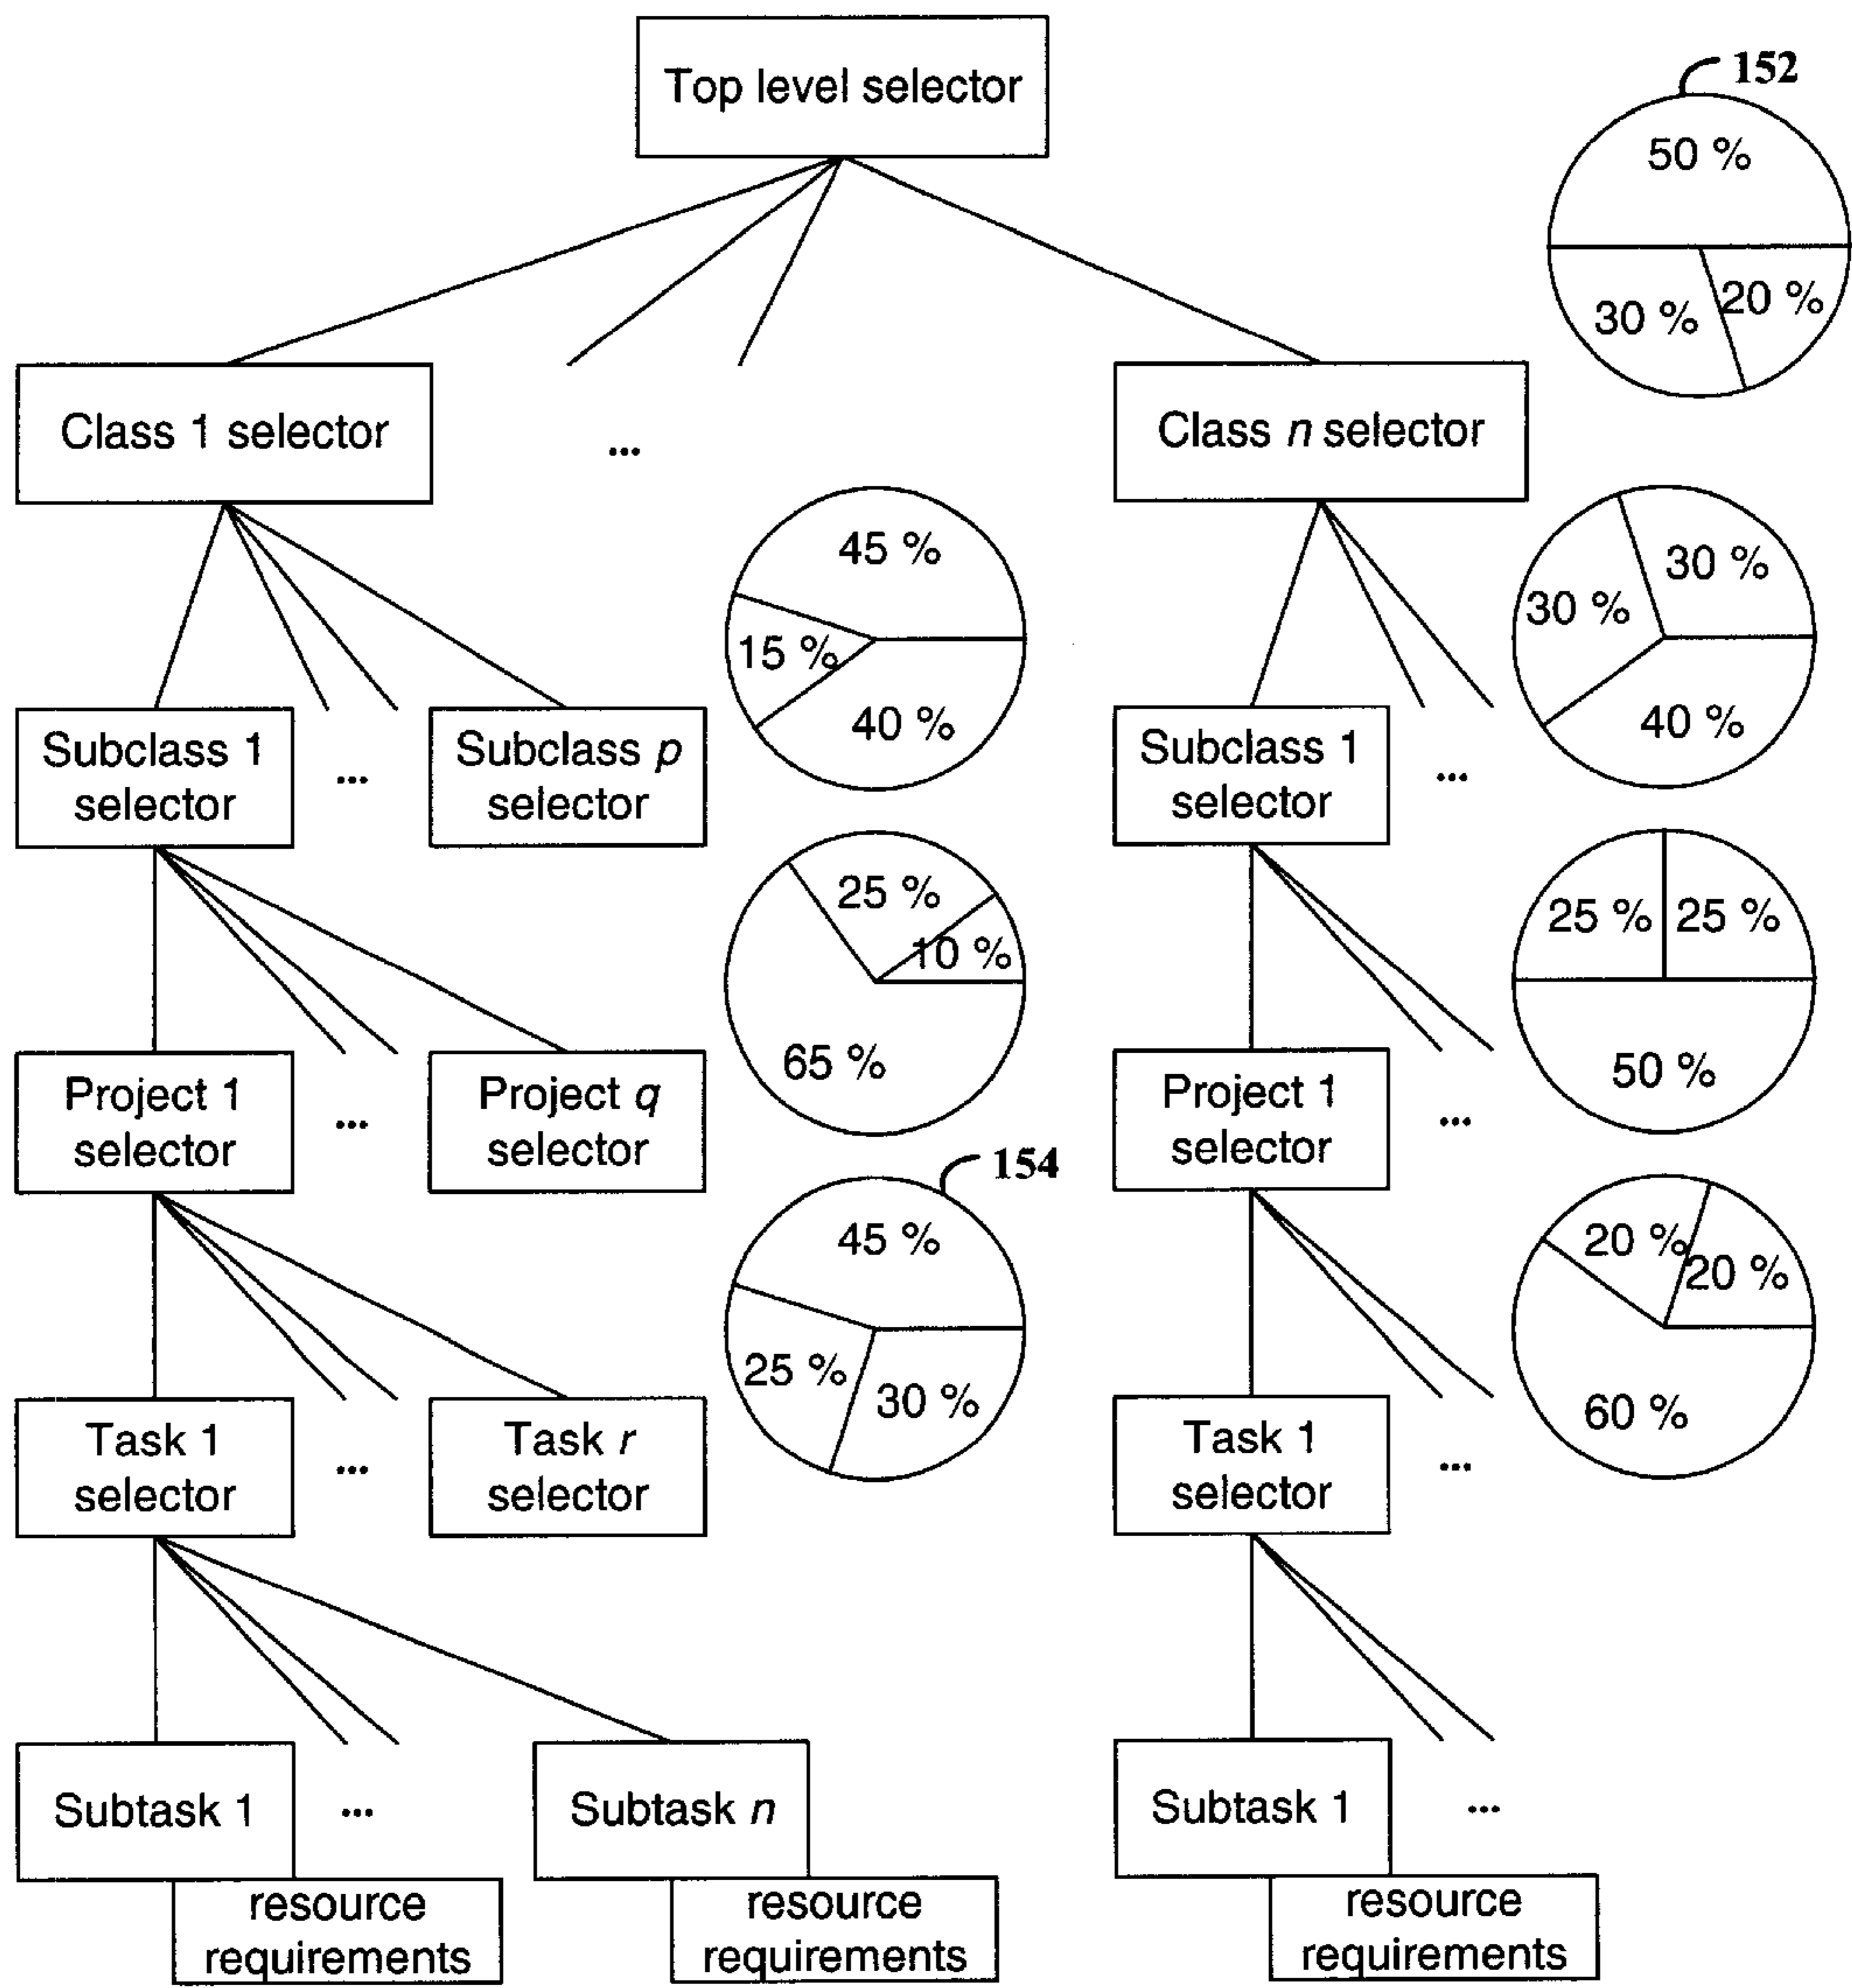 Top level selector
152
50 %
30 %
20 %
Class 1 selector
...
Class n selector
45 %
15 %
40 %
30 %
30 %
40 %
Subclass 1
selector
...
Subclass p
selector
Subclass 1
selector
...
25 %
10 %
65 %
25 %
25 %
50 %
Project 1
selector
...
Project q
selector
Project 1
selector
...
154
45 %
25 %
30 %
20 %
20 %
60 %
Task 1
selector
...
Task r
selector
Task 1
selector
...
Subtask 1
...
Subtask n
Subtask 1
...
resource
requirements
resource
requirements
resource
requirements